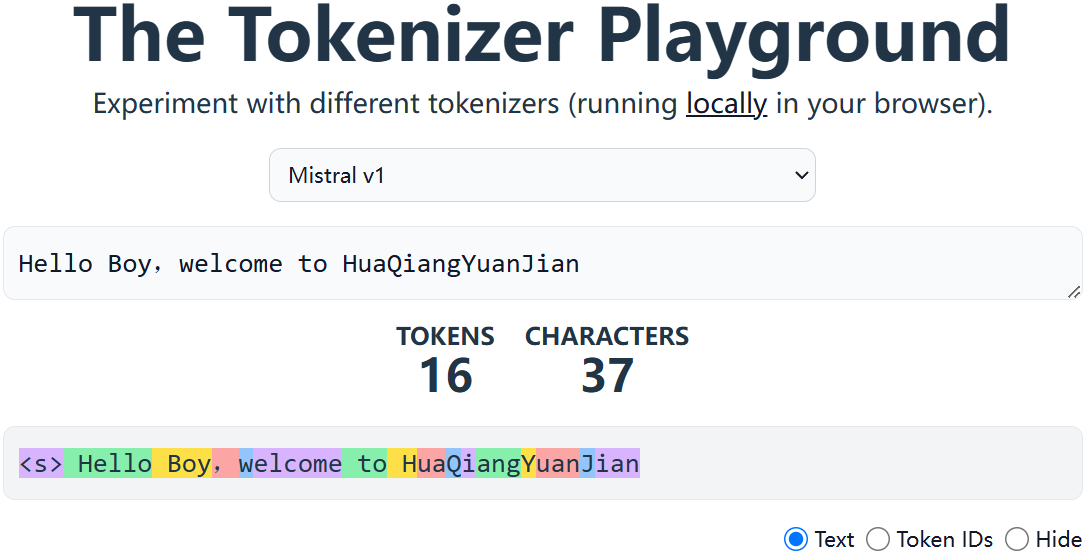 The Tokenizer Playground
Experiment with different tokenizers (running locally in your browser).
Mistral v1
Hello Boy，welcome to HuaQiangYuanJian
TOKENS CHARACTERS
16 37
<s> Hello Boy，welcome to HuaQiangYuanJian
Text Token IDs Hide